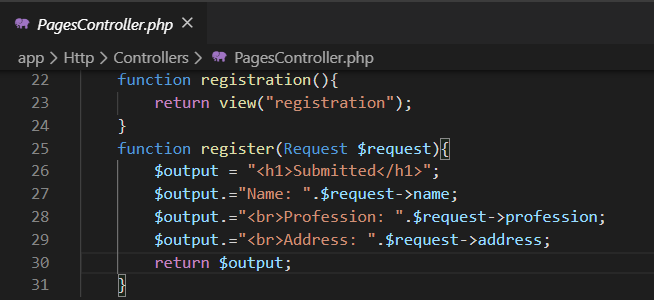 PagesController.php ×
app > Http > Controllers > PagesController.php
22 function registration(){
23 return view("registration");
24 }
25 function register(Request $request){
26 $output = "<h1>Submitted</h1>";
27 $output.="Name: ".$request->name;
28 $output.="<br>Profession: ".$request->profession;
29 $output.="<br>Address: ".$request->address;
30 return $output;
31 }